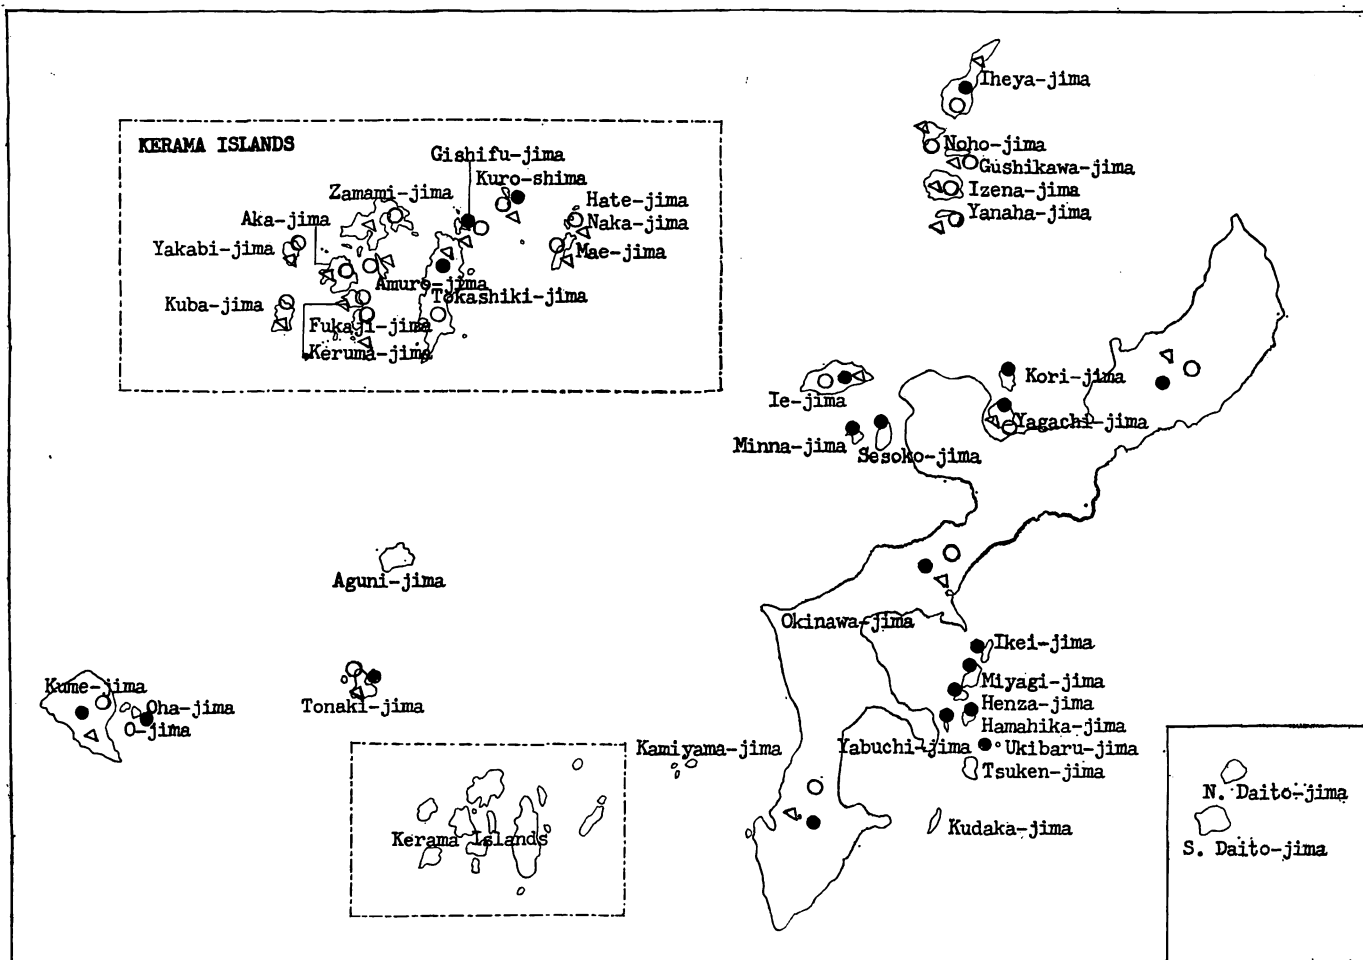 Iheya-jima
KERAMA ISLANDS
Noho-jima
Gishifu-jima
Gushikawa-jima
Kuro-shima
Zamami-jima
Izena-jima
Hate-jima
Aka-jima
Yanaha-jima
Naka-jima
Yakabi-jima
Mae-jima
Amuro-jima
Tokashiki-jima
Kuba-jima
Fukaji-jima
Keruma-jima
Kori-jima
Ie-jima
Yagachi-jima
Minna-jima
Sesoko-jima
Aguni-jima
Okinawa-jima
Ikei-jima
Miyagi-jima
Kume-jima
Henza-jima
Oha-jima
Tonaki-jima
Hamahika-jima
O-jima
Kamiyama-jima
Yabuchi-jima
Ukibaru-jima
Tsuken-jima
N. Daito-jima
Kudaka-jima
Kerama Islands
S. Daito-jima